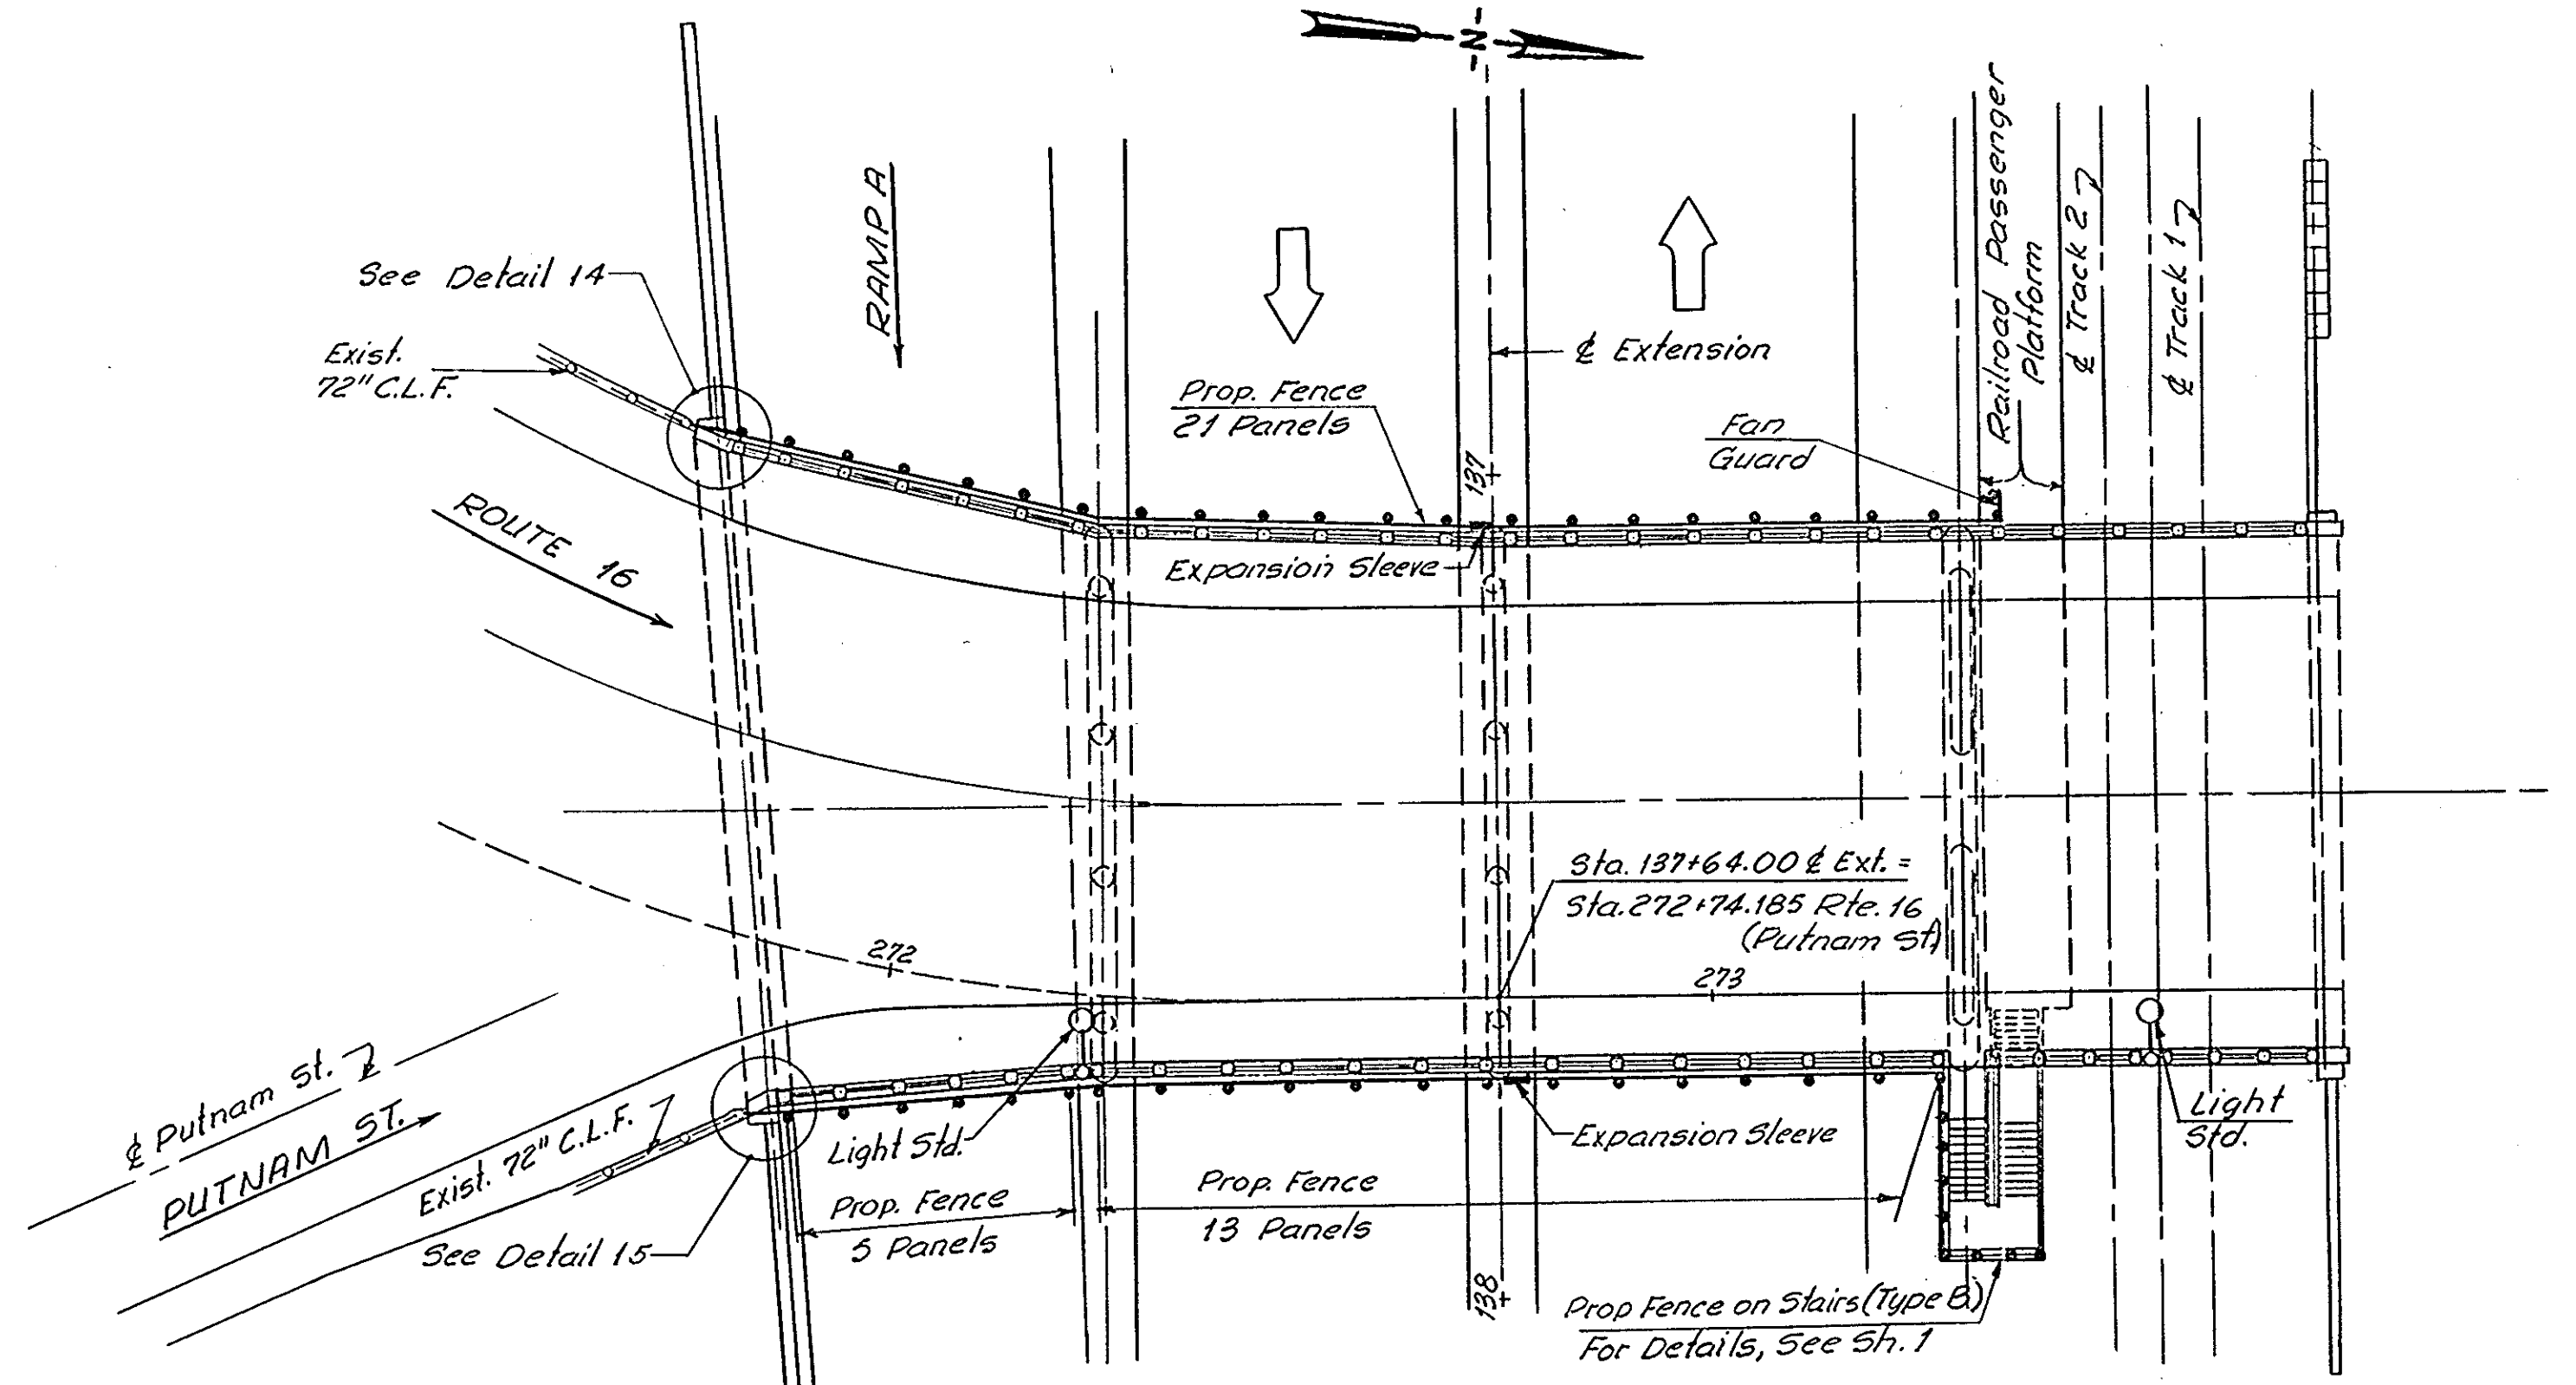 N
See Detail 14
Exist.
72" C.L.F.
RAMP A
ROUTE 16
Prop. Fence
21 Panels
137
℄ Extension
Expansion Sleeve
Fan
Guard
Railroad Passenger
Platform
℄ Track 2
℄ Track 1
Sta. 137+64.00 ℄ Ext. =
Sta. 272+74.185 Rte. 16
(Putnam St.)
272
273
℄ Putnam St.
PUTNAM ST.
Exist. 72" C.L.F.
See Detail 15
Light Std.
Prop. Fence
5 Panels
Prop. Fence
13 Panels
Expansion Sleeve
138
Light
Std.
Prop Fence on Stairs (Type B.)
For Details, See Sh. 1